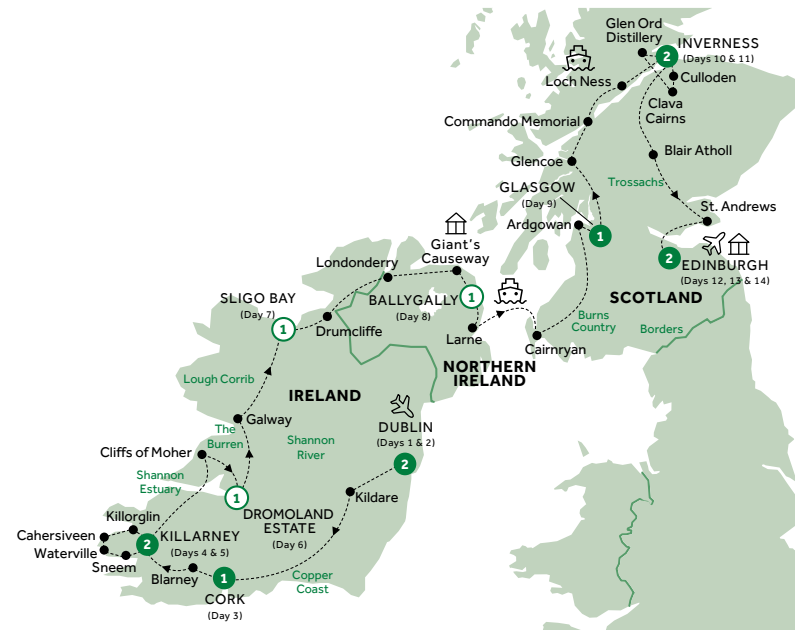 Glen Ord
Distillery
2
INVERNESS
(Days 10 & 11)
Loch Ness
Culloden
Clava
Cairns
Commando Memorial
Blair Atholl
Glencoe
Trossachs
GLASGOW
(Day 9)
St. Andrews
Ardgowan
1
2
EDINBURGH
(Days 12, 13 & 14)
SCOTLAND
Giant's
Causeway
Londonderry
SLIGO BAY
(Day 7)
1
BALLYGALLY
(Day 8)
1
Drumcliffe
Larne
Burns
Country
Borders
Cairnryan
NORTHERN
IRELAND
Lough Corrib
IRELAND
Galway
The
Burren
Shannon
River
DUBLIN
(Days 1 & 2)
2
Cliffs of Moher
Shannon
Estuary
1
Kildare
DROMOLAND
ESTATE
(Day 6)
Killorglin
Cahersiveen
2
KILLARNEY
(Days 4 & 5)
Waterville
Sneem
Blarney
1
Copper
Coast
CORK
(Day 3)